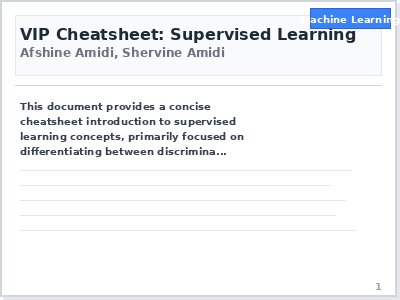 Machine Learning
VIP Cheatsheet: Supervised Learning
Afshine Amidi, Shervine Amidi
This document provides a concise
cheatsheet introduction to supervised
learning concepts, primarily focused on
differentiating between discrimina...
1